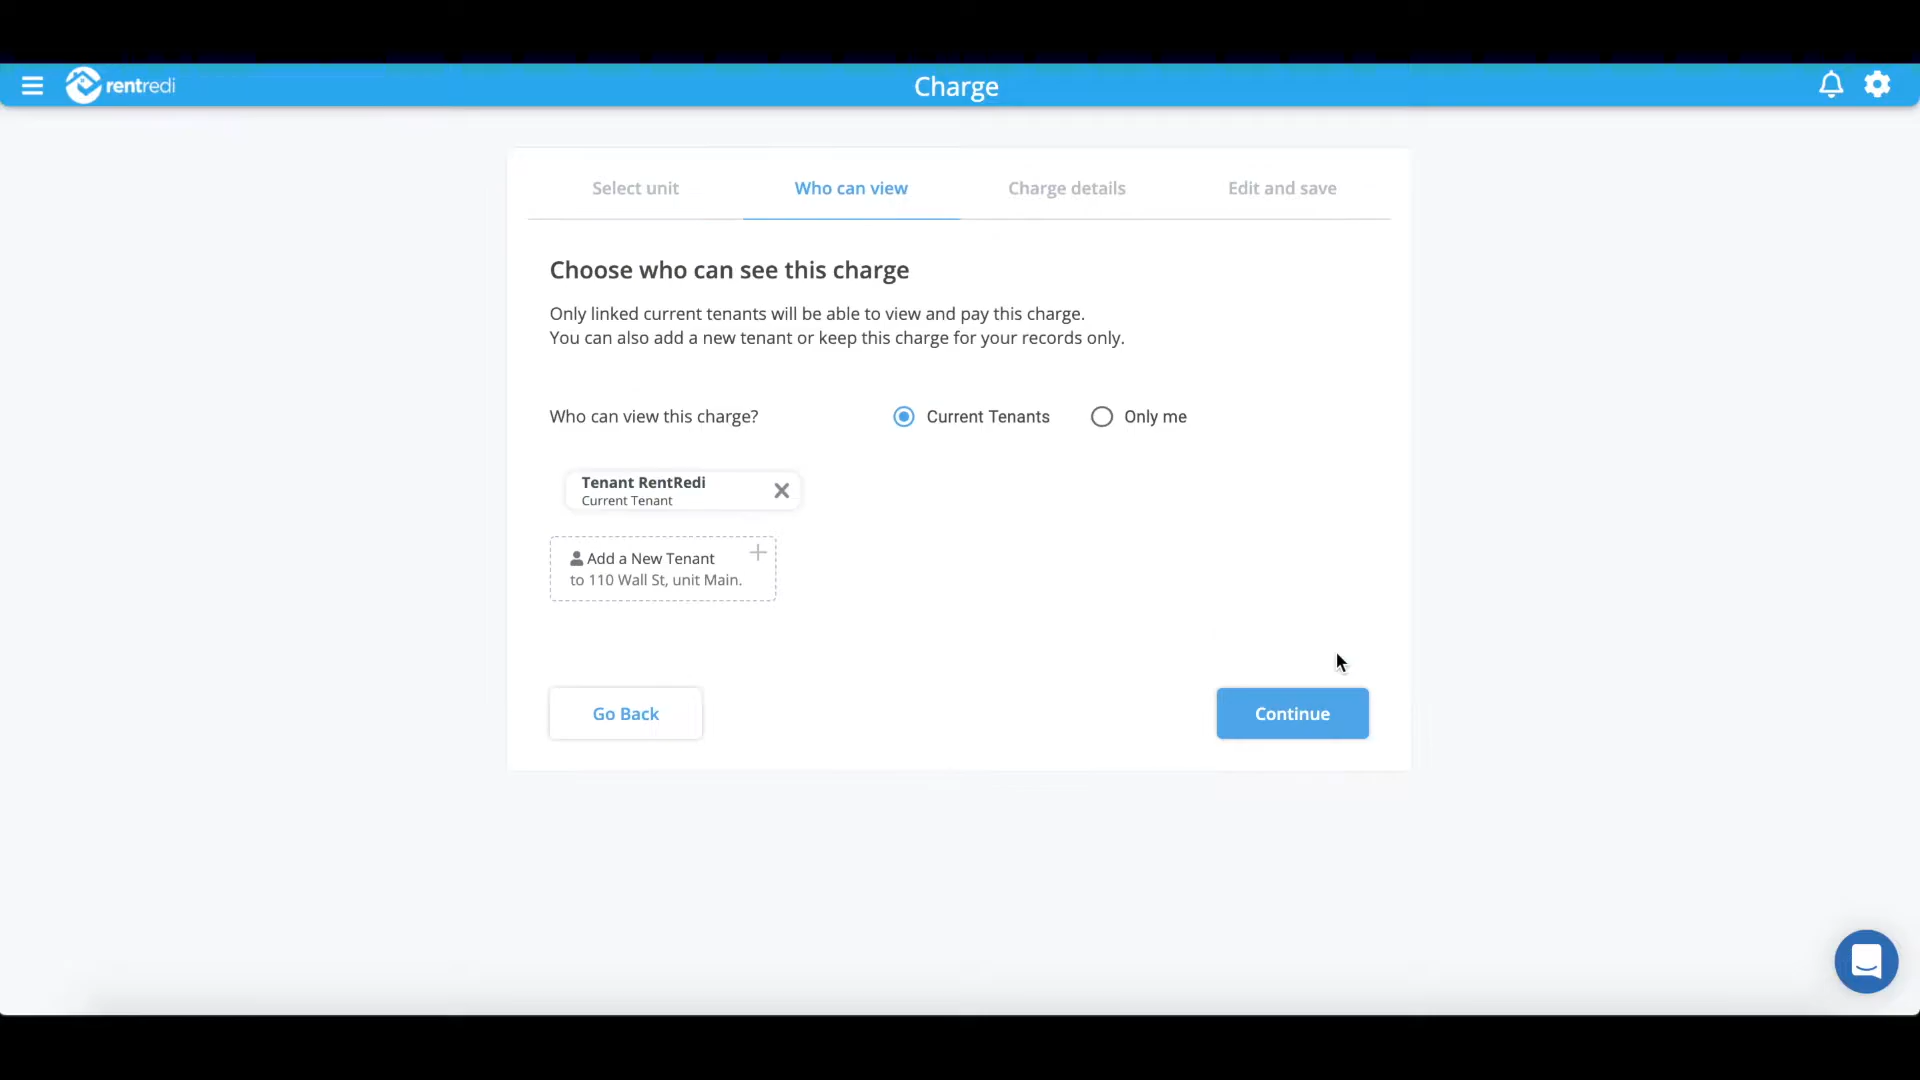 rentredi
Charge
Select unit
Who can view
Charge details
Edit and save
Choose who can see this charge
Only linked current tenants will be able to view and pay this charge.
You can also add a new tenant or keep this charge for your records only.
Who can view this charge?
Current Tenants
Only me
Tenant RentRedi
Current Tenant
Add a New Tenant
to 110 Wall St, unit Main.
Go Back
Continue